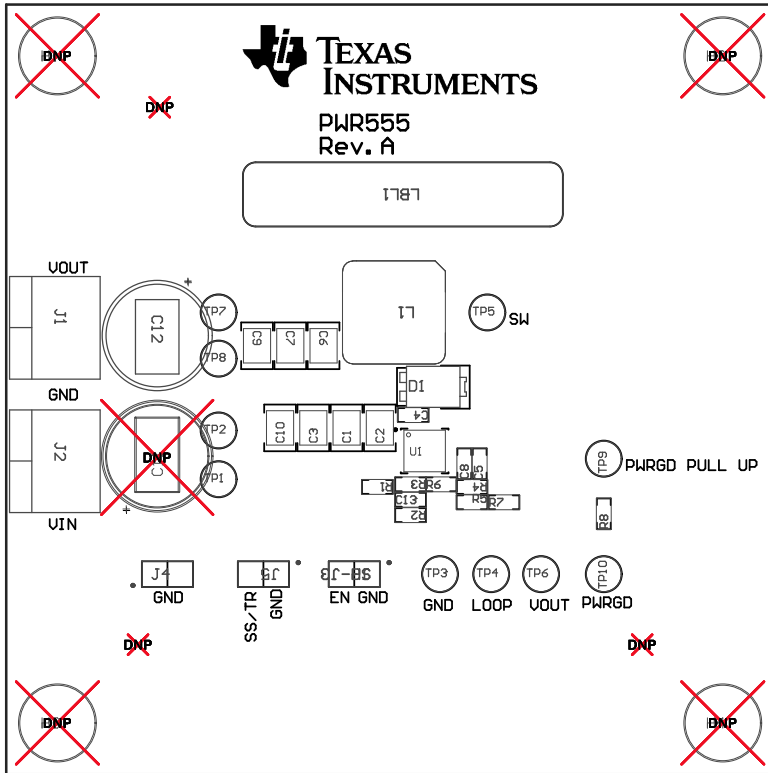 DNP
DNP
TEXAS
INSTRUMENTS
DNP
PWR555
Rev. A
LBL1
VOUT
J1
C12
TP7
TP8
C9
C7
C6
L1
TP5
SW
GND
D1
J2
DNP
TP2
TP1
C10
C3
C1
C2
C4
U1
C8
C5
TP9
PWRGD PULL UP
R1
R3
R6
R4
C13
R5
R7
R2
R8
VIN
J4
GND
J5
SS/TR
GND
EN
GND
TP3
GND
TP4
LOOP
TP6
VOUT
TP10
PWRGD
DNP
DNP
DNP
DNP